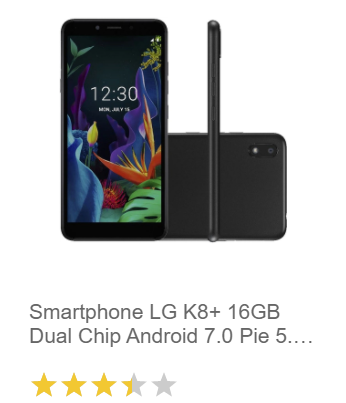 12:30
MON, JULY 15
Smartphone LG K8+ 16GB
Dual Chip Android 7.0 Pie 5....